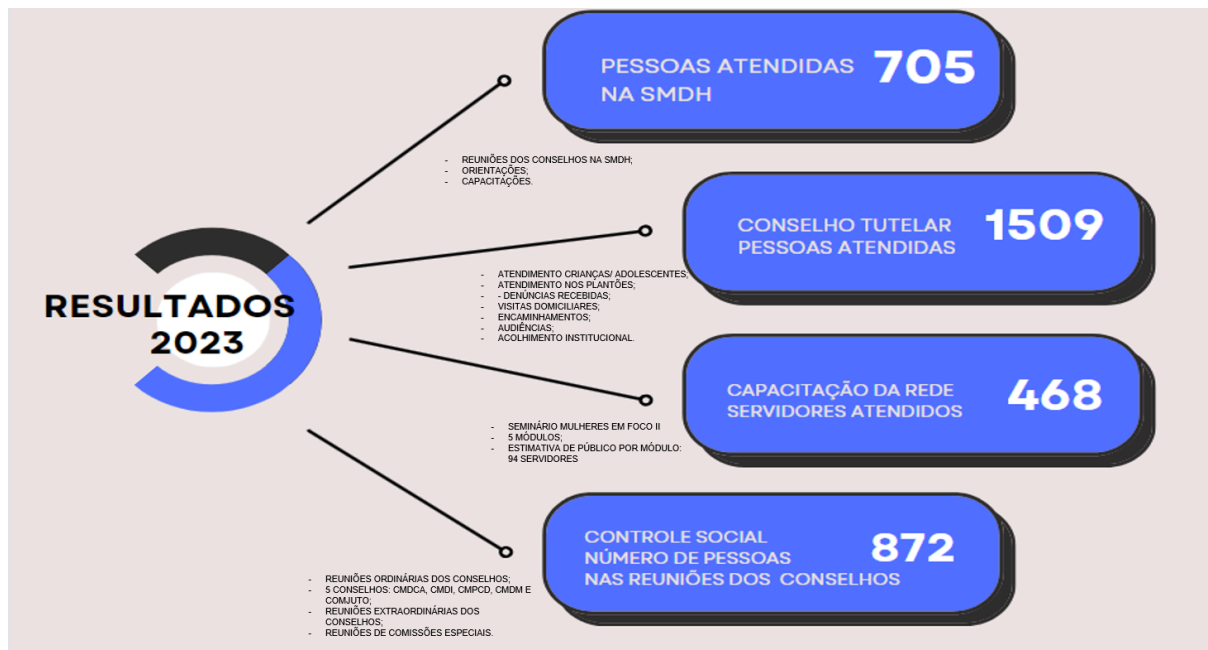 PESSOAS ATENDIDAS 705
NA SMDH
- REUNIÕES DOS CONSELHOS NA SMDH;
- ORIENTAÇÕES;
- CAPACITAÇÕES.
CONSELHO TUTELAR 1509
PESSOAS ATENDIDAS
- ATENDIMENTO CRIANÇAS/ ADOLESCENTES;
- ATENDIMENTO NOS PLANTÕES;
- - DENÚNCIAS RECEBIDAS;
- VISITAS DOMICILIARES;
- ENCAMINHAMENTOS;
- AUDIÊNCIAS;
- ACOLHIMENTO INSTITUCIONAL.
RESULTADOS
2023
CAPACITAÇÃO DA REDE 468
SERVIDORES ATENDIDOS
- SEMINÁRIO MULHERES EM FOCO II
- 5 MÓDULOS;
- ESTIMATIVA DE PÚBLICO POR MÓDULO:
94 SERVIDORES
CONTROLE SOCIAL 872
NÚMERO DE PESSOAS
NAS REUNIÕES DOS CONSELHOS
- REUNIÕES ORDINÁRIAS DOS CONSELHOS;
- 5 CONSELHOS: CMDCA, CMDI, CMPCD, CMDM E
COMJUTO;
- REUNIÕES EXTRAORDINÁRIAS DOS
CONSELHOS;
- REUNIÕES DE COMISSÕES ESPECIAIS.